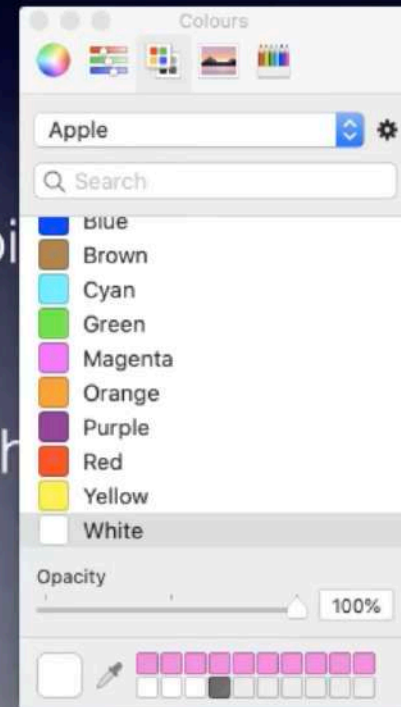 Colours
Apple
Search
Blue
Brown
Cyan
Green
Magenta
Orange
Purple
Red
Yellow
White
Opacity
100%